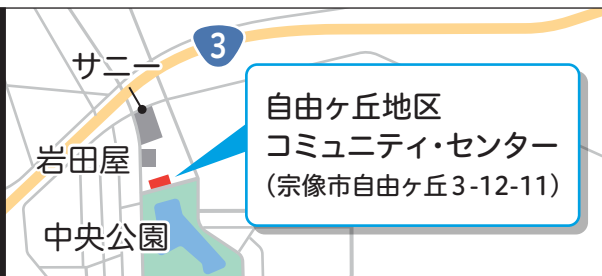 3
サニー
自由ヶ丘地区
コミュニティ・センター
（宗像市自由ヶ丘3-12-11）
岩田屋
中央公園